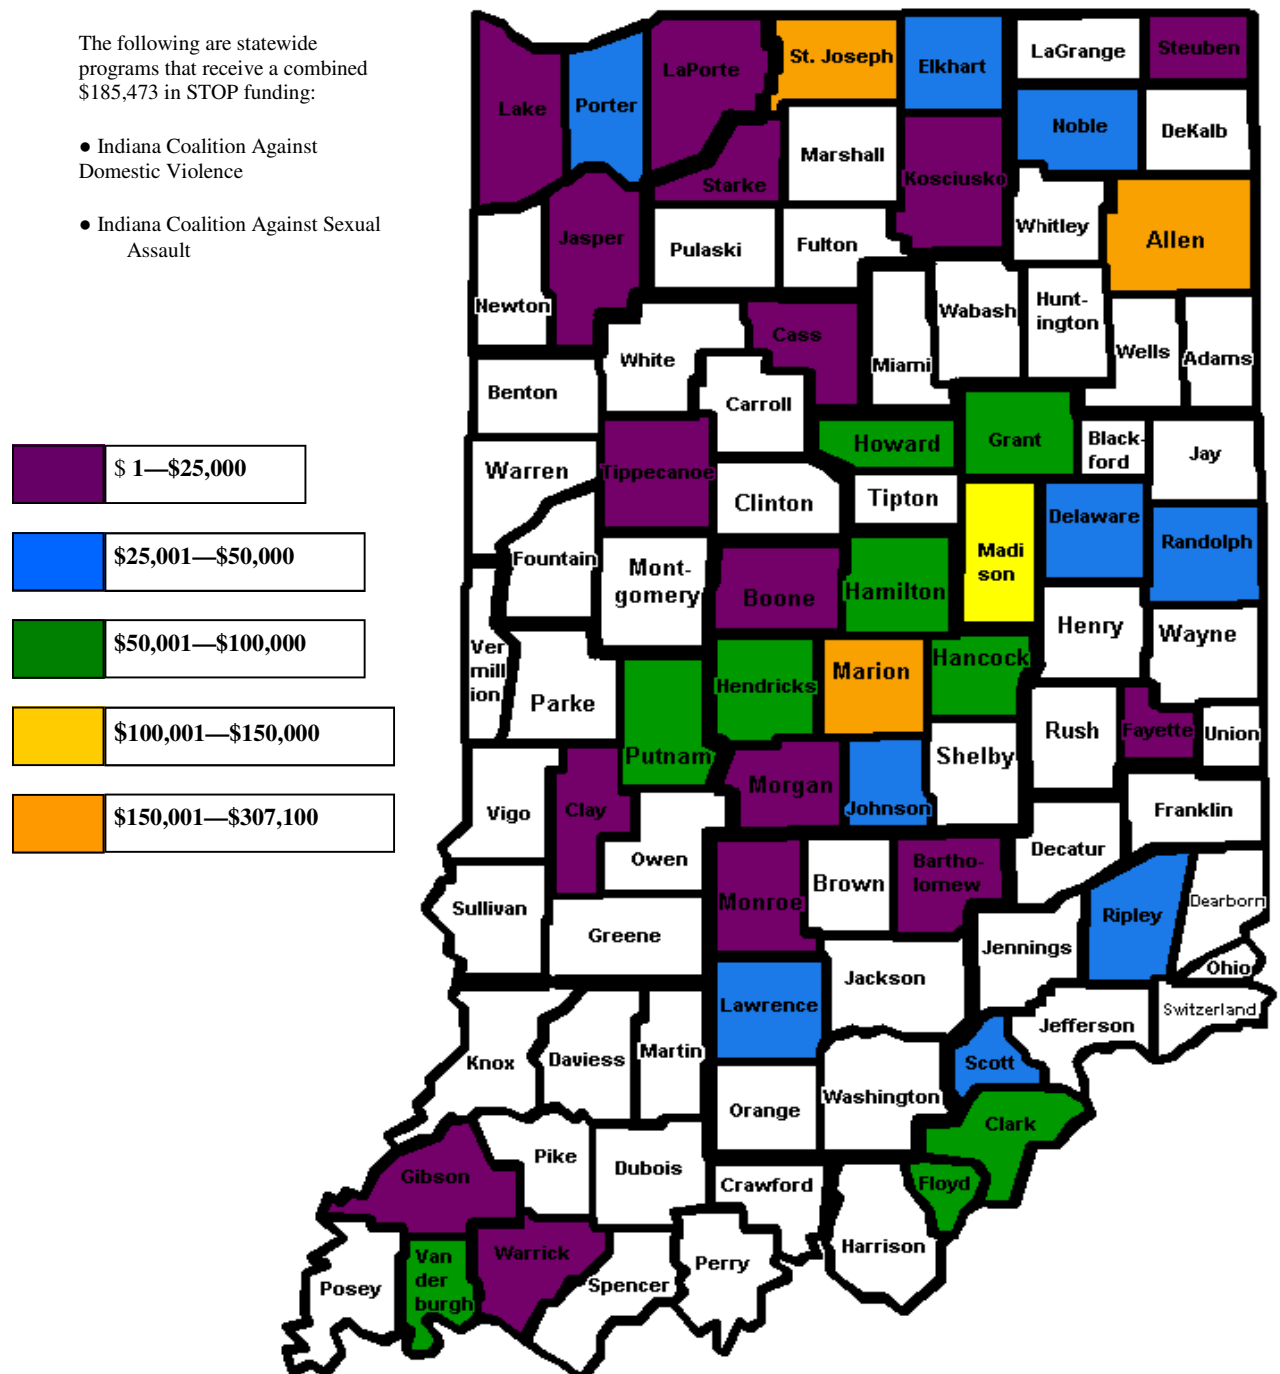 The following are statewide
programs that receive a combined
$185,473 in STOP funding:
● Indiana Coalition Against
Domestic Violence
● Indiana Coalition Against Sexual
Assault
$ 1—$25,000
$25,001—$50,000
$50,001—$100,000
$100,001—$150,000
$150,001—$307,100
Lake
Porter
LaPorte
St. Joseph
Elkhart
LaGrange
Steuben
Noble
DeKalb
Starke
Marshall
Kosciusko
Whitley
Allen
Newton
Jasper
Pulaski
Fulton
Wabash
Hunt-
ington
Wells
Adams
Miami
Cass
White
Carroll
Benton
Warren
Tippecanoe
Howard
Grant
Black-
ford
Jay
Clinton
Tipton
Madi
son
Delaware
Randolph
Fountain
Mont-
gomery
Boone
Hamilton
Henry
Wayne
Ver
mill
ion
Parke
Putnam
Hendricks
Marion
Hancock
Rush
Fayette
Union
Shelby
Vigo
Clay
Morgan
Johnson
Franklin
Owen
Decatur
Sullivan
Greene
Monroe
Brown
Bartho-
lomew
Jennings
Ripley
Dearborn
Ohio
Switzerland
Jefferson
Jackson
Lawrence
Knox
Daviess
Martin
Orange
Washington
Scott
Clark
Floyd
Gibson
Pike
Dubois
Crawford
Harrison
Posey
Van
der
burgh
Warrick
Spencer
Perry